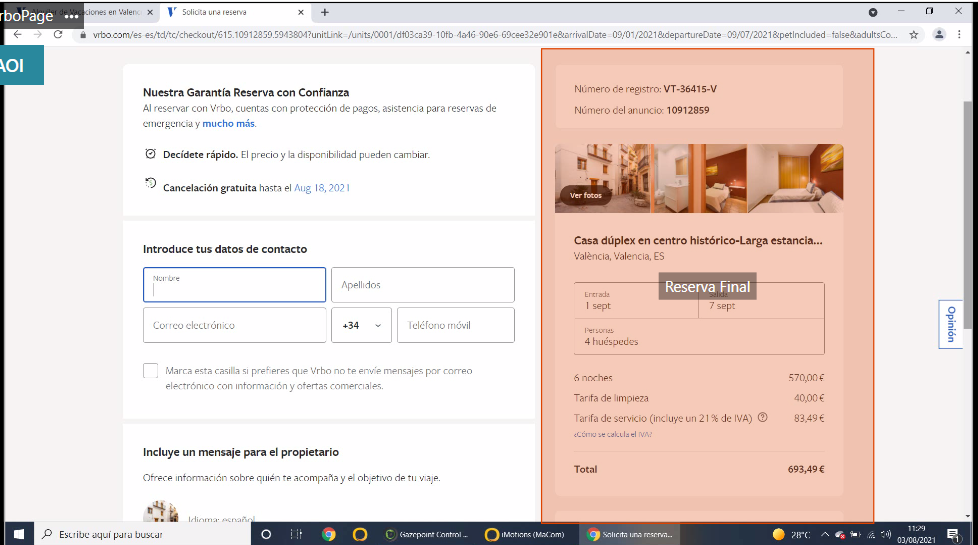 rboPage ...
de Vacaciones en Valenc
Solicita una reserva
vrbo.com/es-es/td/tc/checkout/615.10912859.5943804?unitLink=/units/0001/df03ca39-10fb-4a46-90e6-69cee32e901e&arrivalDate=09/01/2021&departureDate=09/07/2021&petIncluded=false&adultsCo...
AOI
Nuestra Garantía Reserva con Confianza
Al reservar con Vrbo, cuentas con protección de pagos, asistencia para reservas de
emergencia y mucho más.
Decídete rápido. El precio y la disponibilidad pueden cambiar.
Cancelación gratuita hasta el Aug 18, 2021
Introduce tus datos de contacto
Nombre
Apellidos
Correo electrónico
+34
Teléfono móvil
Marca esta casilla si prefieres que Vrbo no te envíe mensajes por correo
electrónico con información y ofertas comerciales.
Incluye un mensaje para el propietario
Ofrece información sobre quién te acompaña y el objetivo de tu viaje.
Idioma: español
Número de registro: VT-36415-V
Número del anuncio: 10912859
Ver fotos
Casa dúplex en centro histórico-Larga estancia...
València, Valencia, ES
Reserva Final
Entrada
1 sept
Salida
7 sept
Personas
4 huéspedes
6 noches 570,00 €
Tarifa de limpieza 40,00 €
Tarifa de servicio (incluye un 21% de IVA) 83,49 €
¿Cómo se calcula el IVA?
Total 693,49 €
Opinión
Escribe aquí para buscar
Gazepoint Control ...
iMotions (MaCom)
Solicita una reserva...
28°C
11:29
03/08/2021